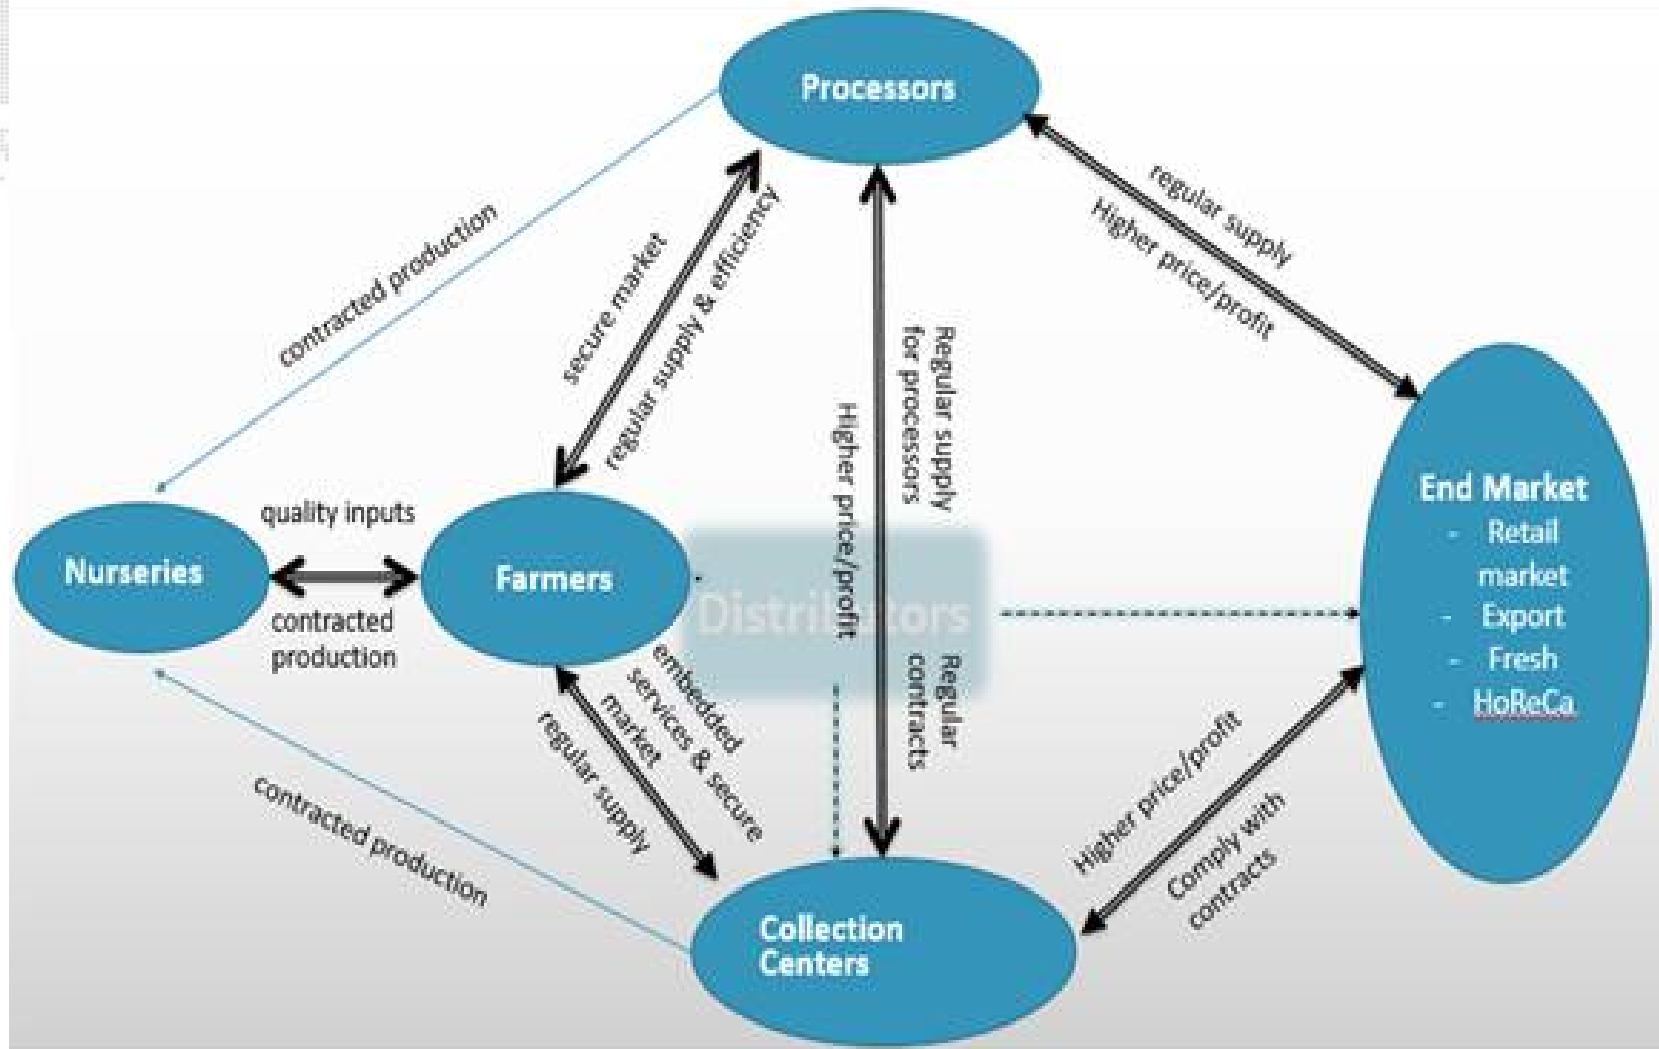 Processors
regular supply
Higher price/profit
contracted production
secure market
regular supply & efficiency
Regular supply
for processors
Higher price/profit
End Market
- Retail
market
- Export
- Fresh
- HoReCa
quality inputs
Nurseries
Farmers
contracted
production
Distributors
Regular
contracts
embedded
services & secure
market
regular supply
contracted production
Higher price/profit
Comply with
contracts
Collection
Centers